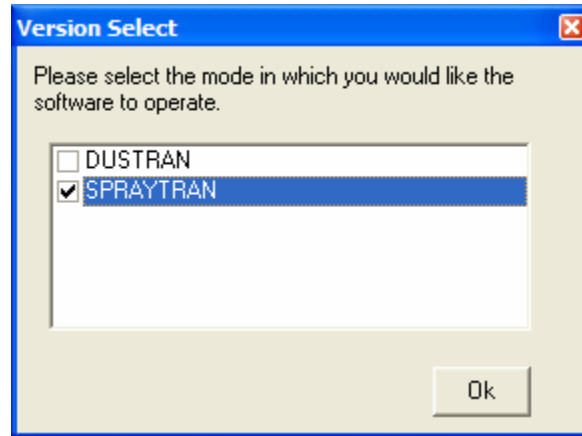 Version Select
Please select the mode in which you would like the
software to operate.
DUSTRAN
SPRAYTRAN
Ok